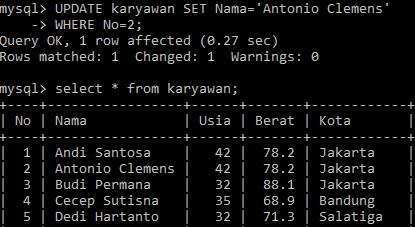 mysql> UPDATE karyawan SET Nama='Antonio Clemens'
    -> WHERE No=2;
Query OK, 1 row affected (0.27 sec)
Rows matched: 1  Changed: 1  Warnings: 0

mysql> select * from karyawan;
+----+-----------------+------+-------+----------+
| No | Nama            | Usia | Berat | Kota     |
+----+-----------------+------+-------+----------+
|  1 | Andi Santosa    |   42 |  78.2 | Jakarta  |
|  2 | Antonio Clemens |   42 |  78.2 | Jakarta  |
|  3 | Budi Permana    |   32 |  88.1 | Jakarta  |
|  4 | Cecep Sutisna   |   35 |  68.9 | Bandung  |
|  5 | Dedi Hartanto   |   32 |  71.3 | Salatiga |